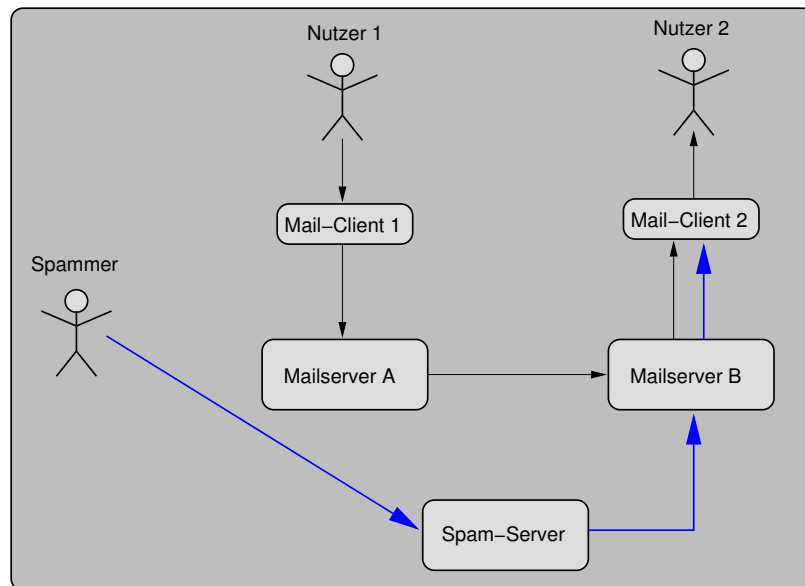 Nutzer 1
Nutzer 2
Mail−Client 1
Mail−Client 2
Spammer
Mailserver A
Mailserver B
Spam−Server